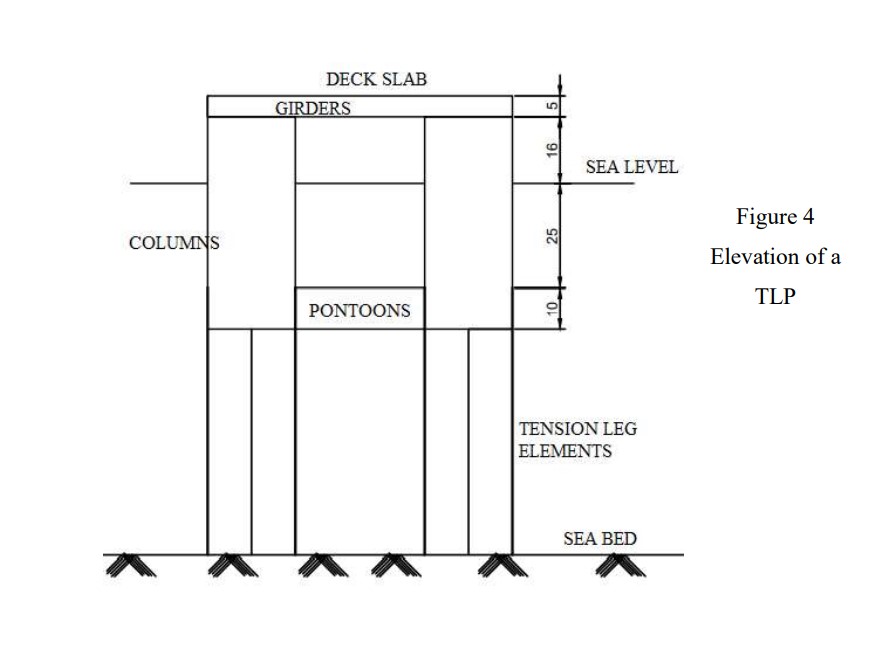 DECK SLAB
GIRDERS
5
16
SEA LEVEL
Figure 4
COLUMNS
25
Elevation of a
TLP
PONTOONS
10
TENSION LEG
ELEMENTS
SEA BED